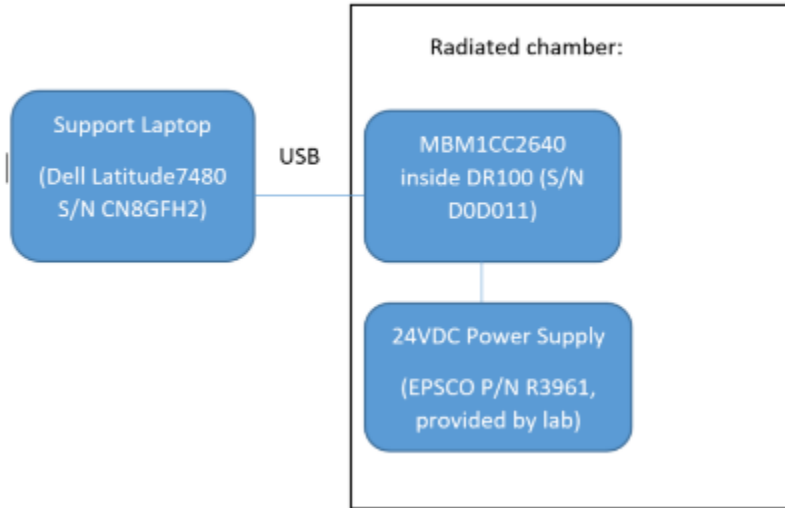 Radiated chamber:
Support Laptop
(Dell Latitude7480
S/N CN8GFH2)
USB
MBM1CC2640
inside DR100 (S/N
D0D011)
24VDC Power Supply
(EPSCO P/N R3961,
provided by lab)